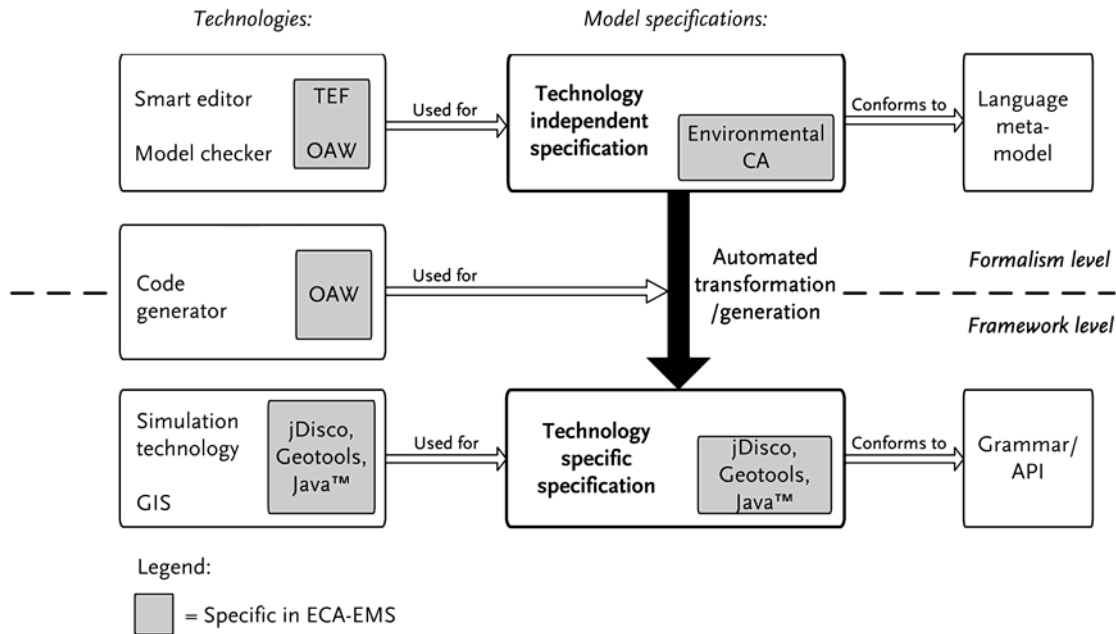 Technologies:
Model specifications:
Smart editor
Model checker
TEF
OAW
Used for
Technology
independent
specification
Environmental
CA
Conforms to
Language
meta-
model
Code
generator
OAW
Used for
Automated
transformation
/generation
Formalism level
Framework level
Simulation
technology
GIS
jDisco,
Geotools,
Java™
Used for
Technology
specific
specification
jDisco,
Geotools,
Java™
Conforms to
Grammar/
API
Legend:
= Specific in ECA-EMS